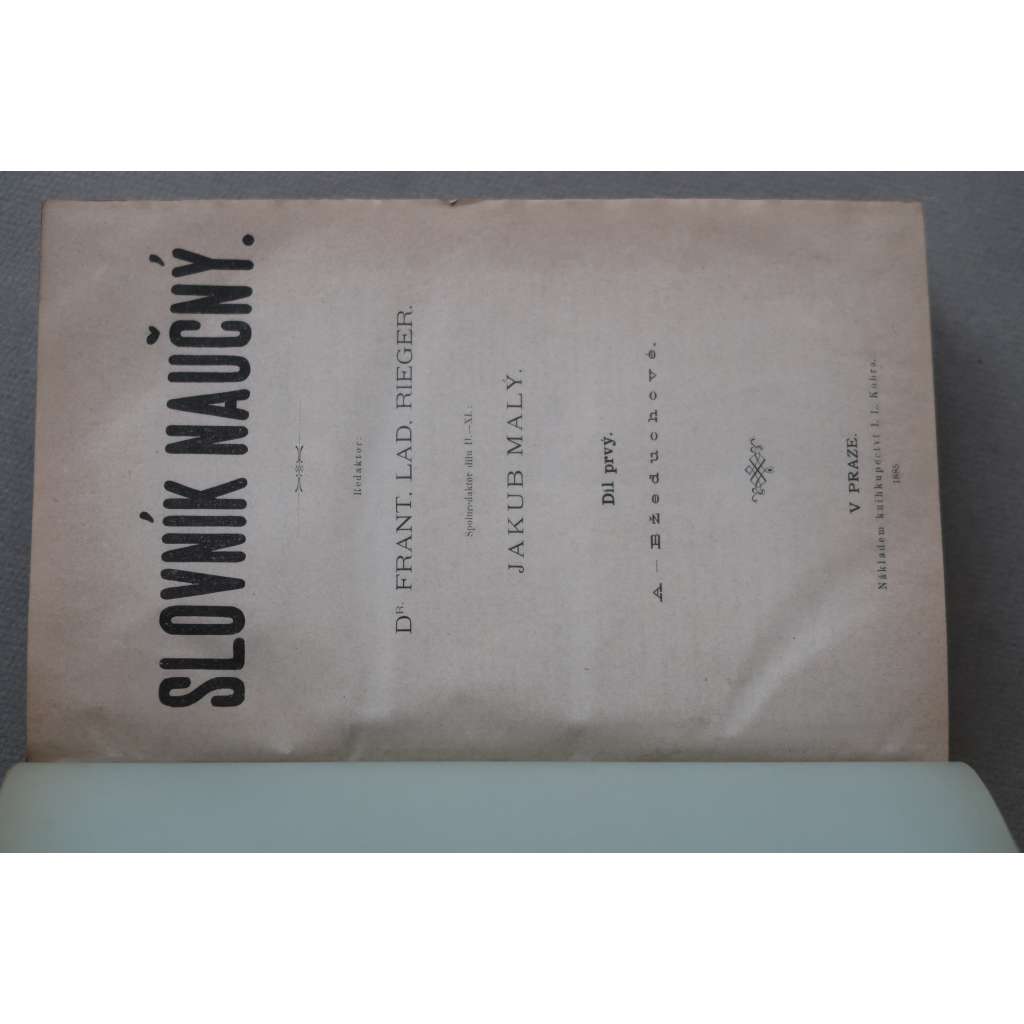 SLOVNÍK NAUČNÝ.
Redaktor:
DR. FRANT. LAD. RIEGER.
Spoluredaktor dílu II.—XI.:
JAKUB MALÝ.
Díl prvý.
A — Bžeduchové.
V PRAZE.
Nákladem knihkupectví I. L. Kobra.
1885